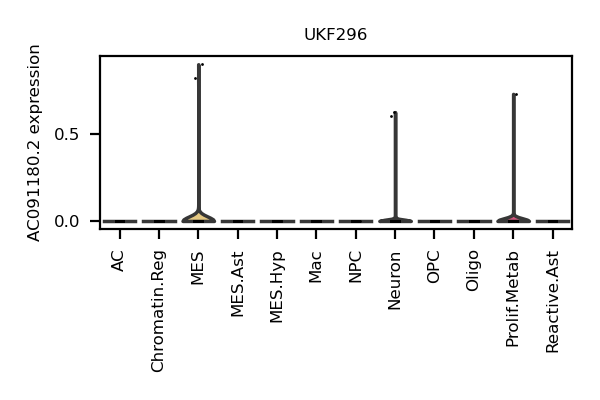 UKF296
AC091180.2 expression
0.5
0.0
AC
Chromatin.Reg
MES
MES.Ast
MES.Hyp
Mac
NPC
Neuron
OPC
Oligo
Prolif.Metab
Reactive.Ast